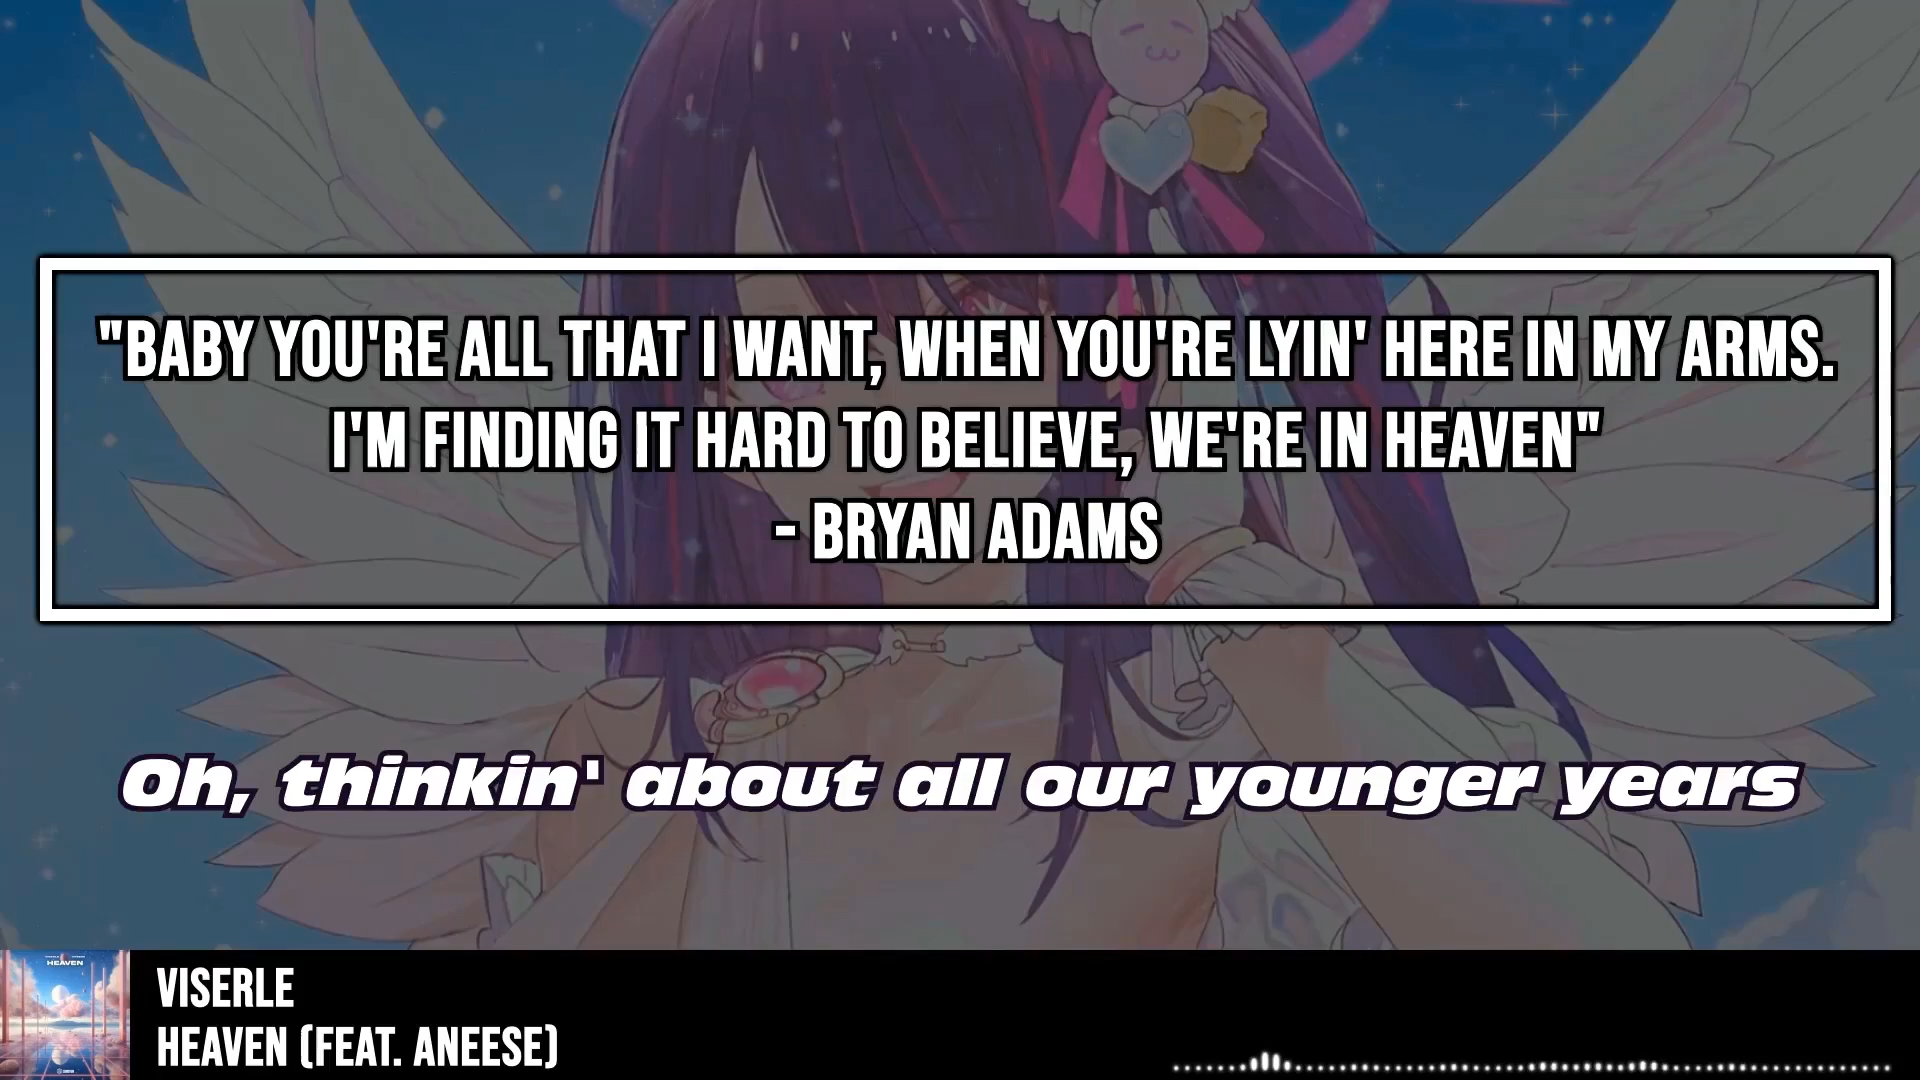 "BABY YOU'RE ALL THAT I WANT, WHEN YOU'RE LYIN' HERE IN MY ARMS.
I'M FINDING IT HARD TO BELIEVE, WE'RE IN HEAVEN"
- BRYAN ADAMS
Oh, thinkin' about all our younger years
HEAVEN
VISERLE
HEAVEN (FEAT. ANEESE)